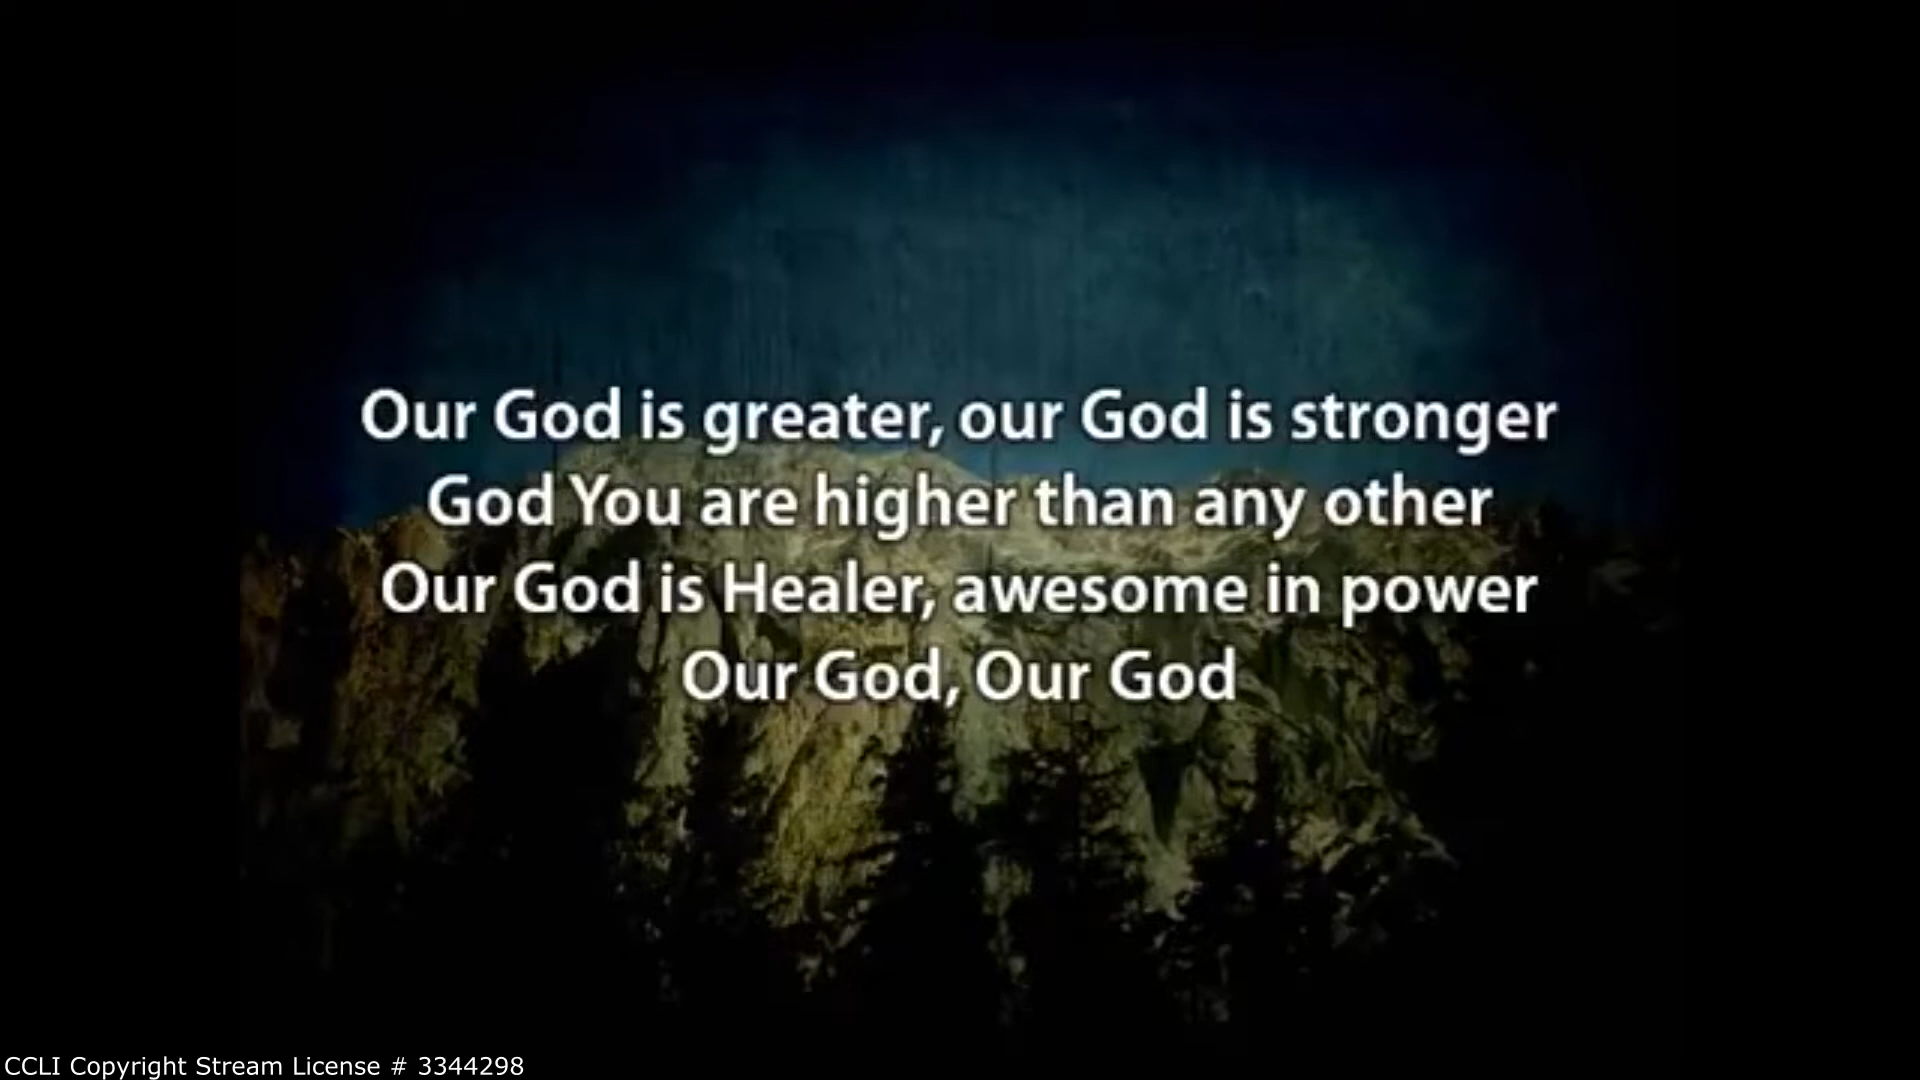 Our God is greater, our God is stronger
God You are higher than any other
Our God is Healer, awesome in power
Our God, Our God
CCLI Copyright Stream License # 3344298